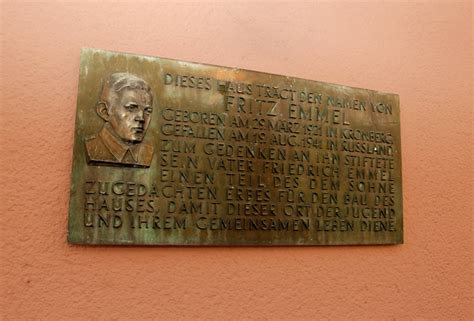 DIESES HAUS TRÄGT DEN NAMEN VON
FRITZ EMMEL
GEBOREN AM 29. MÄRZ 1921 IN KRONBERG,
GEFALLEN AM 19. AUG. 1941 IN RUSSLAND.
ZUM GEDENKEN AN IHN STIFTETE
SEIN VATER FRIEDRICH EMMEL
EINEN TEIL DES DEM SOHNE
ZUGEDACHTEN ERBES FÜR DEN BAU DES
HAUSES, DAMIT DIESER ORT DER JUGEND
UND IHREM GEMEINSAMEN LEBEN DIENE.